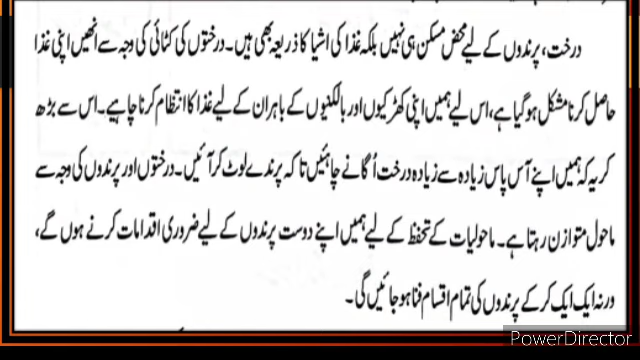 درخت، پرندوں کے لیے محض مسکن ہی نہیں بلکہ غذا کی اشیا کا ذریعہ بھی ہیں۔ درختوں کی کٹائی کی وجہ سے انھیں اپنی غذا
حاصل کرنا مشکل ہو گیا ہے، اس لیے ہمیں اپنی کھڑکیوں اور بالکنیوں کے باہر ان کے لیے غذا کا انتظام کرنا چاہیے۔ اس سے بڑھ
کر یہ کہ ہمیں اپنے آس پاس زیادہ سے زیادہ درخت اُگانے چاہئیں تا کہ پرندے لوٹ کر آئیں۔ درختوں اور پرندوں کی وجہ سے
ماحول متوازن رہتا ہے۔ ماحولیات کے تحفظ کے لیے ہمیں اپنے دوست پرندوں کے لیے ضروری اقدامات کرنے ہوں گے،
ورنہ ایک ایک کر کے پرندوں کی تمام اقسام فنا ہو جائیں گی۔
PowerDirector